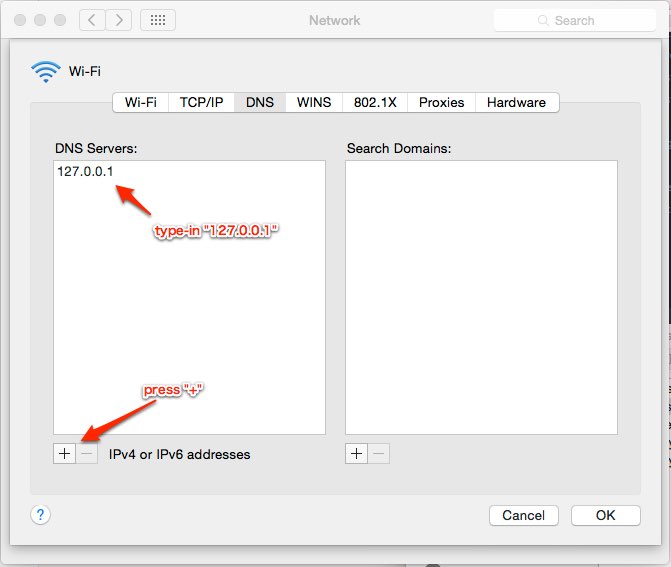 Network
Search
Wi-Fi
Wi-Fi TCP/IP DNS WINS 802.1X Proxies Hardware
DNS Servers: Search Domains:
127.0.0.1
type-in "127.0.0.1"
press "+"
+ − IPv4 or IPv6 addresses + −
? Cancel OK